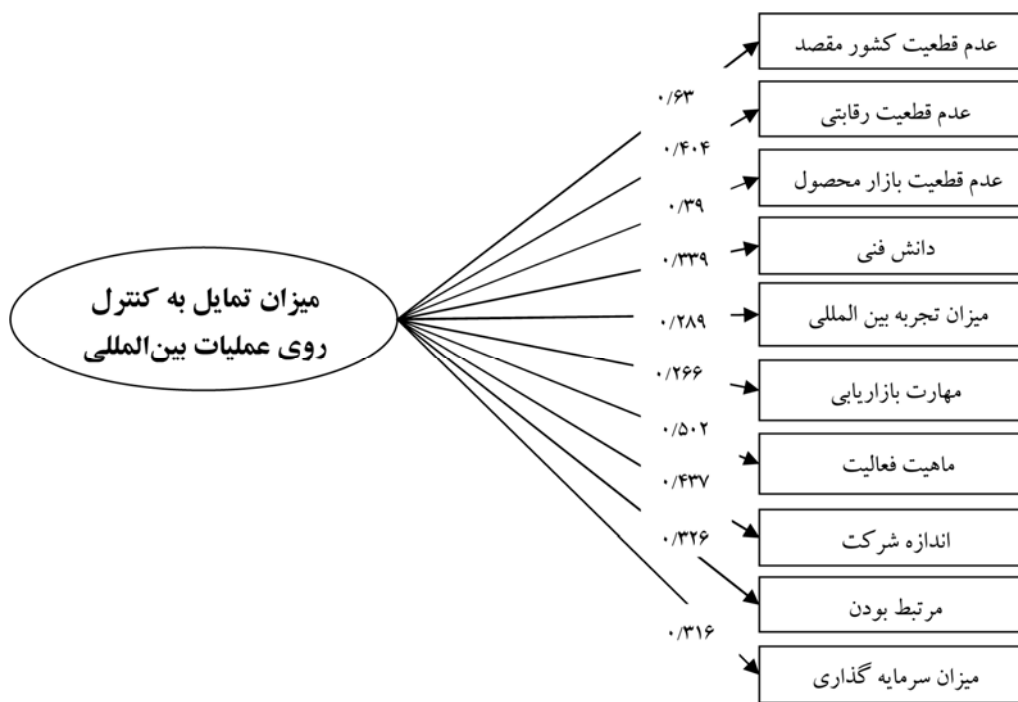 عدم قطعیت کشور مقصد
۰/۶۳
عدم قطعیت رقابتی
۰/۴۰۴
عدم قطعیت بازار محصول
۰/۳۹
دانش فنی
۰/۳۳۹
میزان تمایل به کنترل
روی عملیات بین‌المللی
میزان تجربه بین المللی
۰/۲۸۹
مهارت بازاریابی
۰/۲۶۶
ماهیت فعالیت
۰/۵۰۲
اندازه شرکت
۰/۴۳۷
مرتبط بودن
۰/۳۲۶
میزان سرمایه گذاری
۰/۳۱۶